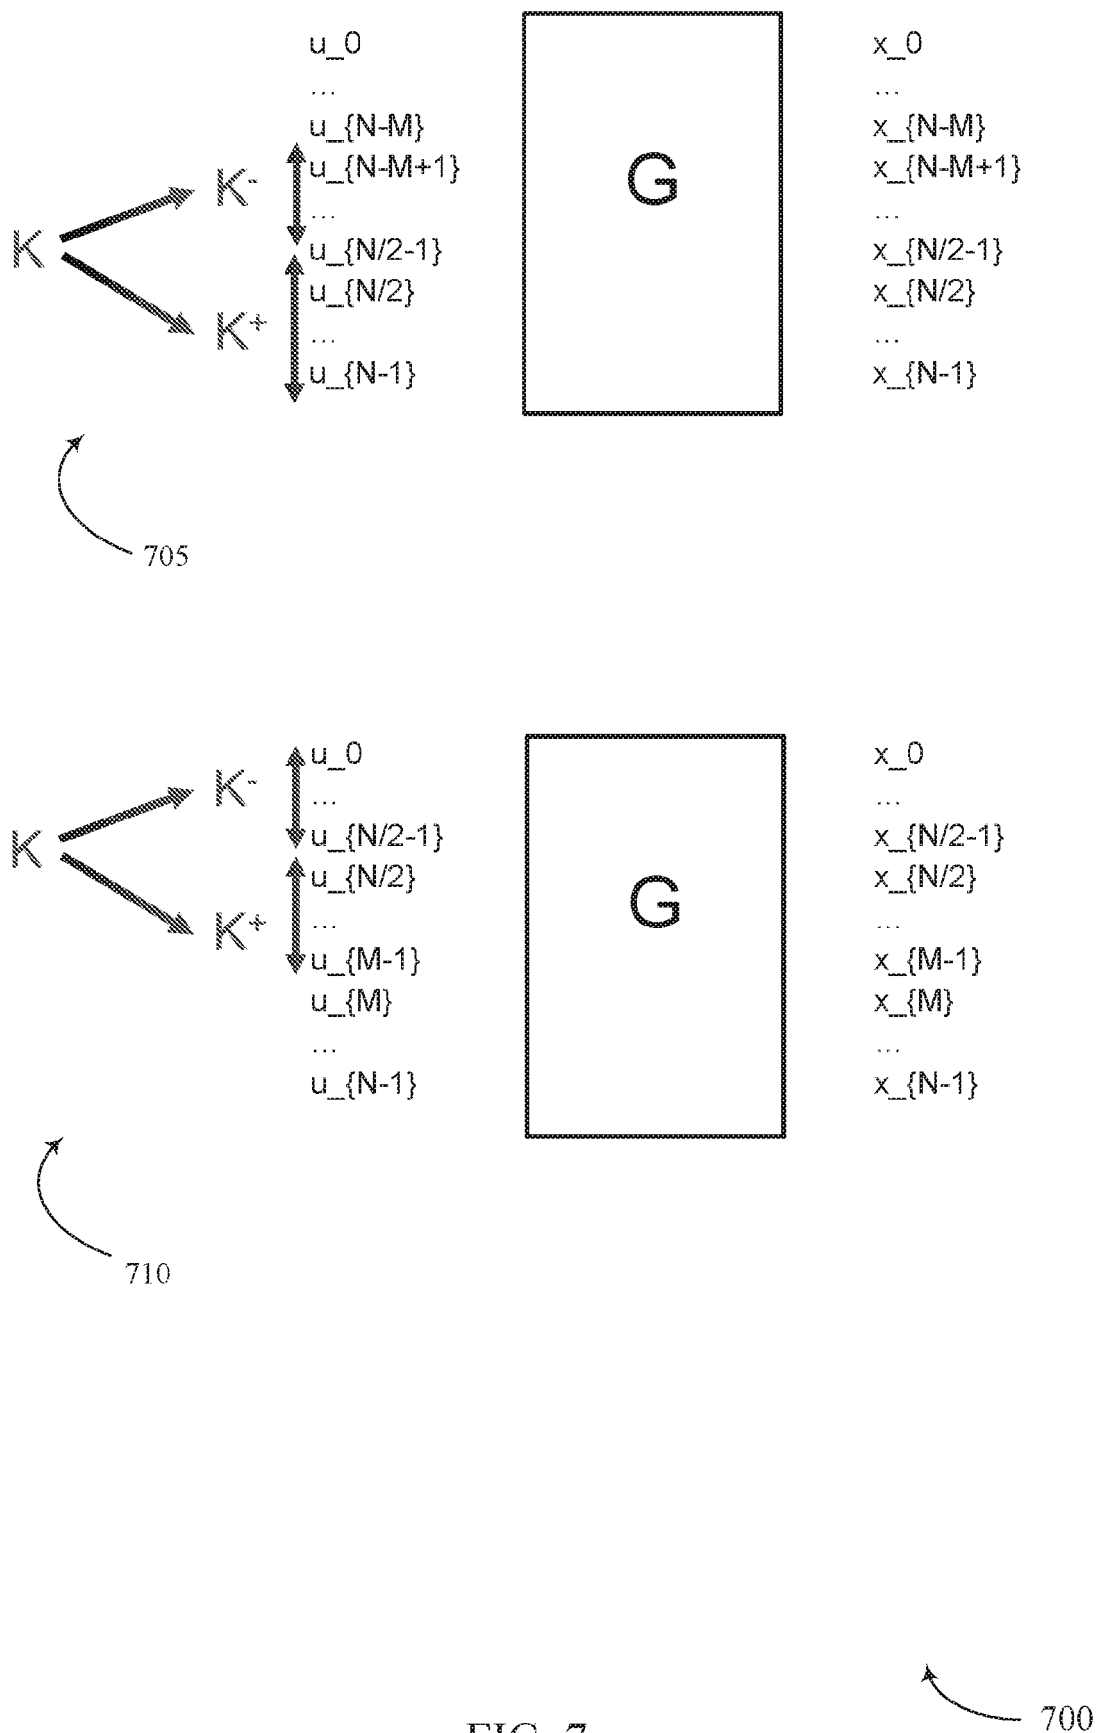 u_0 x_0
... ...
u_{N-M} x_{N-M}
K K- u_{N-M+1} G x_{N-M+1}
... ...
u_{N/2-1} x_{N/2-1}
K+ u_{N/2} x_{N/2}
... ...
u_{N-1} x_{N-1}
705
u_0 x_0
K K- ... ...
u_{N/2-1} x_{N/2-1}
u_{N/2} G x_{N/2}
K+ ... ...
u_{M-1} x_{M-1}
u_{M} x_{M}
... ...
u_{N-1} x_{N-1}
710
700
FIG. 7